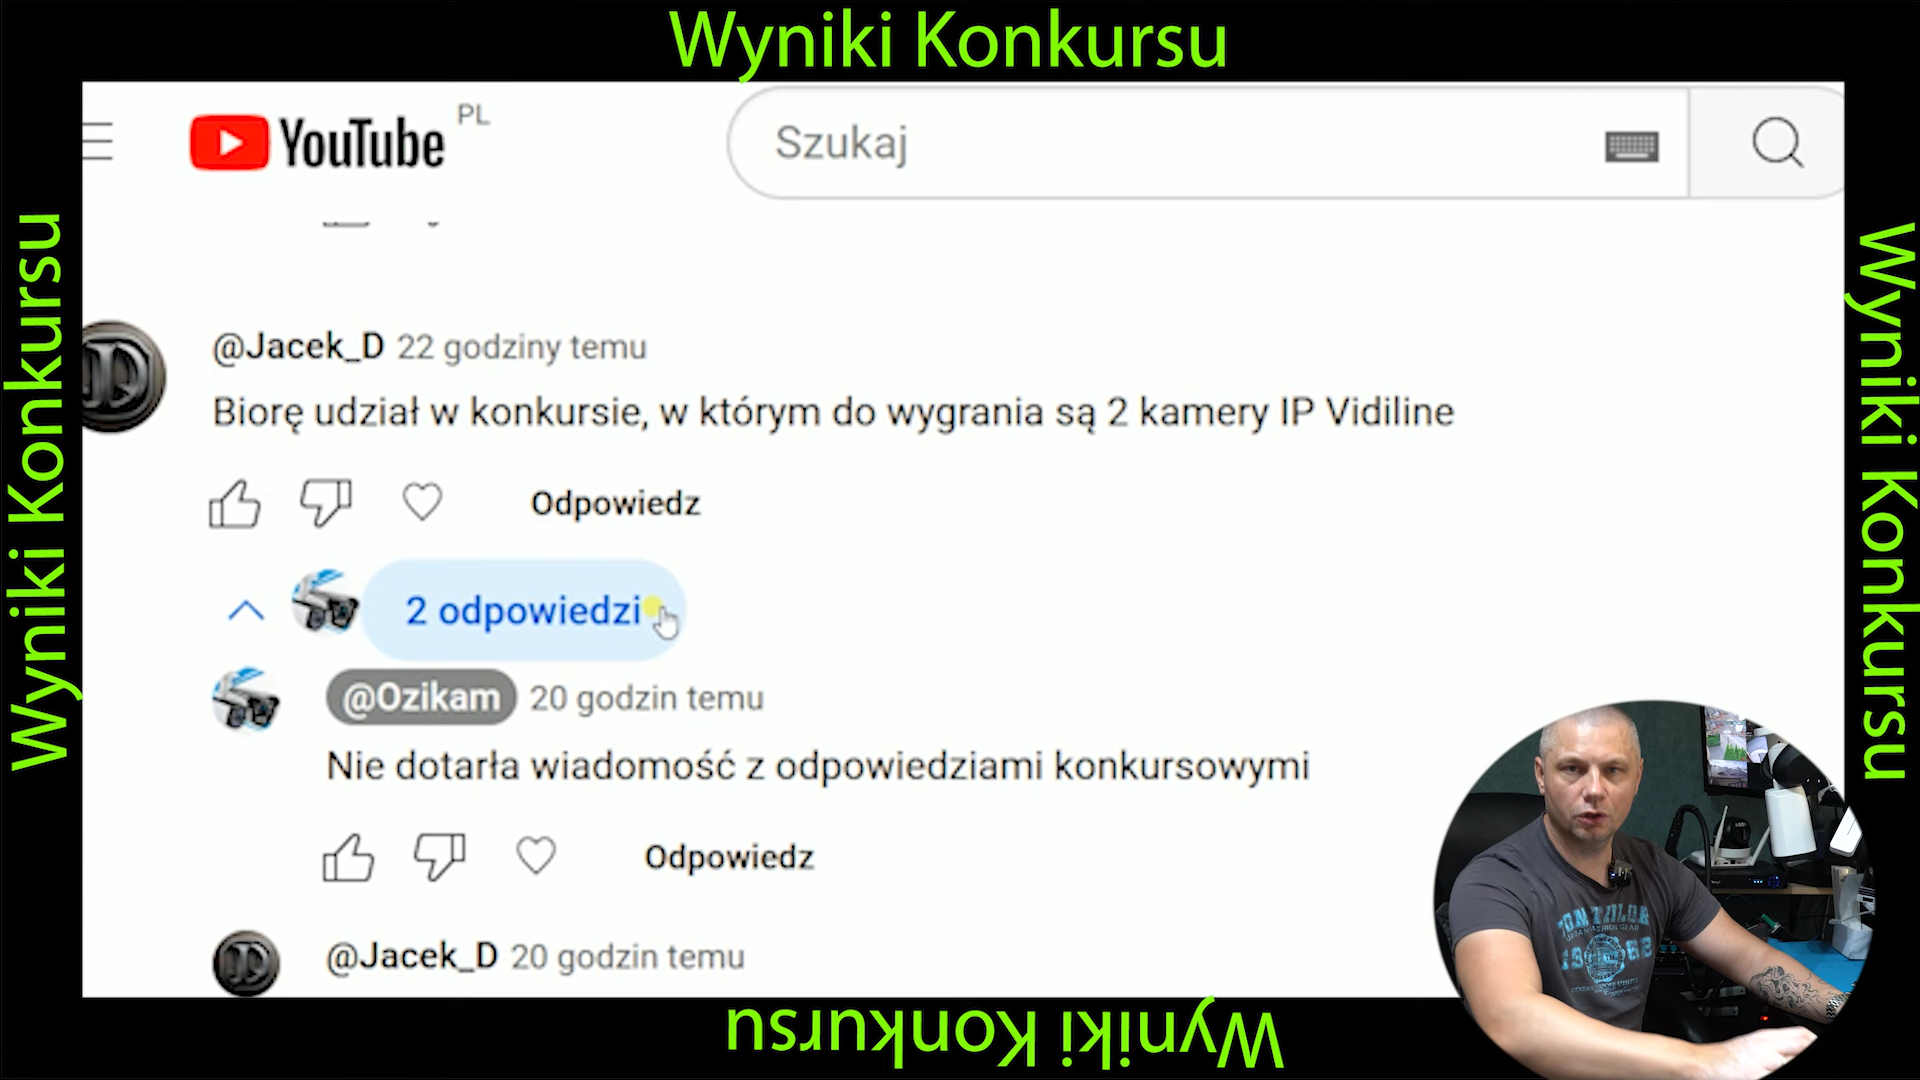 Wyniki Konkursu
YouTube PL
Szukaj
Wyniki Konkursu
Wyniki Konkursu
@Jacek_D 22 godziny temu
Biorę udział w konkursie, w którym do wygrania są 2 kamery IP Vidiline
Odpowiedz
2 odpowiedzi
@Ozikam 20 godzin temu
Nie dotarła wiadomość z odpowiedziami konkursowymi
Odpowiedz
@Jacek_D 20 godzin temu
Wyniki Konkursu